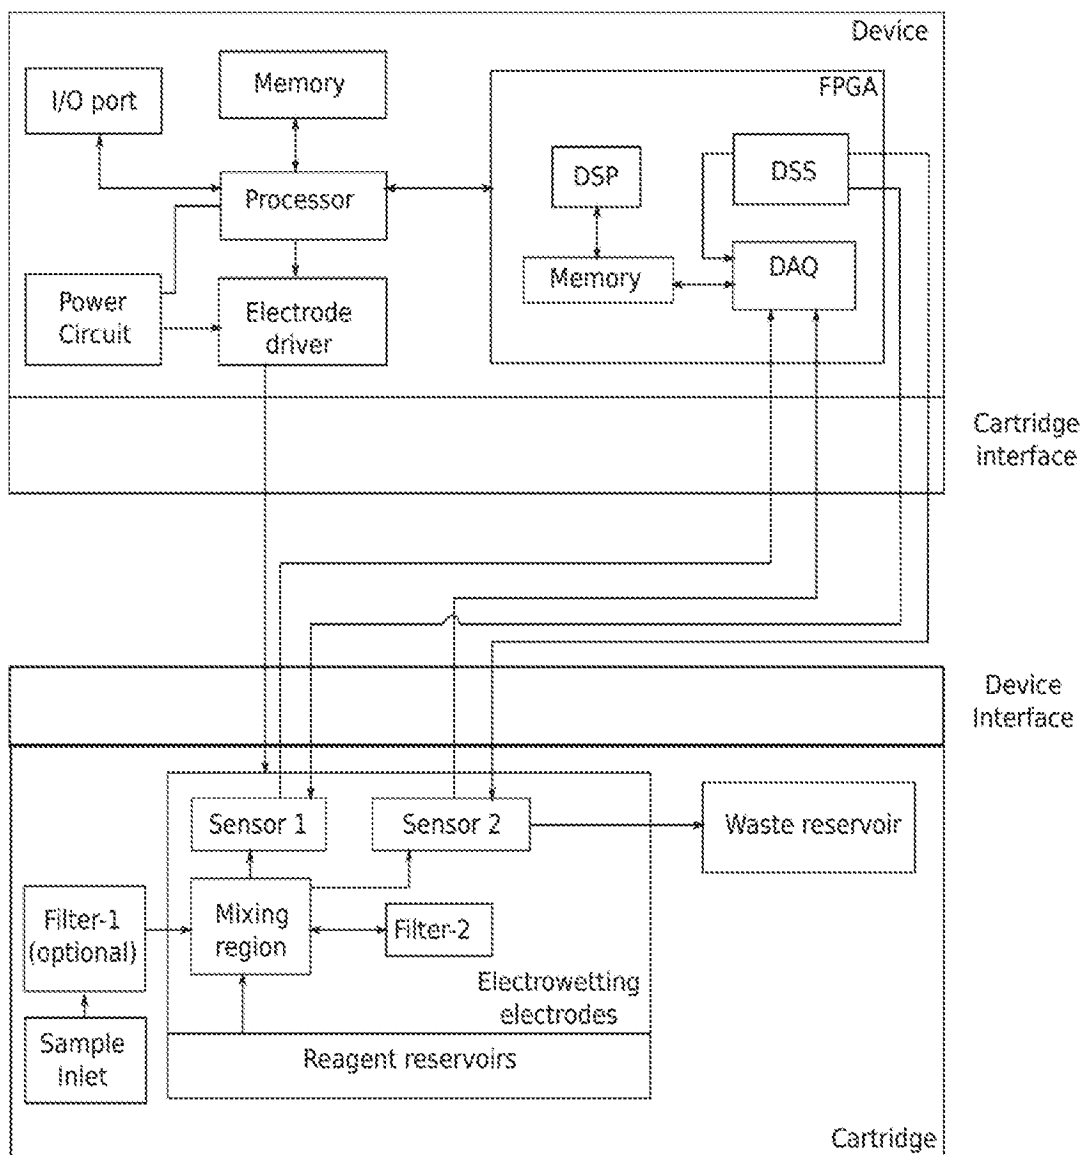 Device
I/O port
Memory
FPGA
DSP
DSS
Processor
DAQ
Memory
Power
Circuit
Electrode
driver
Cartridge
interface
Device
Interface
Sensor 1
Sensor 2
Waste reservoir
Filter-1
(optional)
Mixing
region
Filter-2
Electrowetting
electrodes
Sample
Inlet
Reagent reservoirs
Cartridge